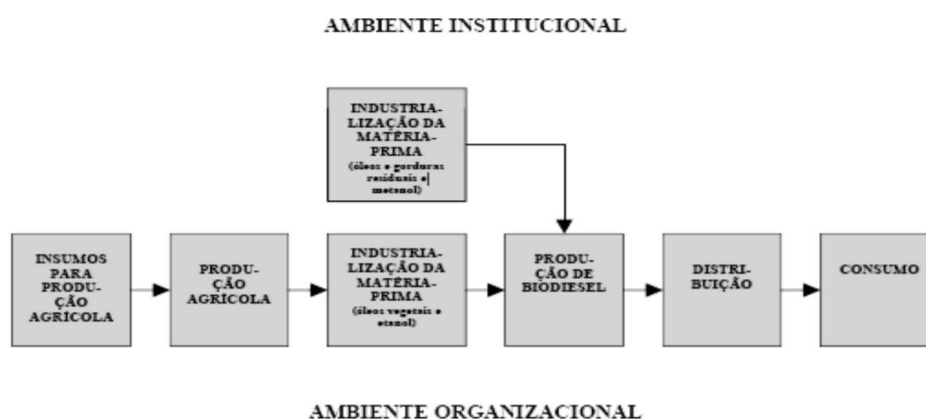 AMBIENTE INSTITUCIONAL
INDUSTRIA-
LIZAÇÃO DA
MATÉRIA-
PRIMA
(óleos e gorduras
residuais e
metanol)
INSUMOS
PARA
PRODU-
ÇÃO
AGRÍCOLA
PRODU-
ÇÃO
AGRÍCOLA
INDUSTRIA-
LIZAÇÃO DA
MATÉRIA-
PRIMA
(óleos vegetais e
etanol)
PRODU-
ÇÃO DE
BIODIESEL
DISTRI-
BUIÇÃO
CONSUMO
AMBIENTE ORGANIZACIONAL